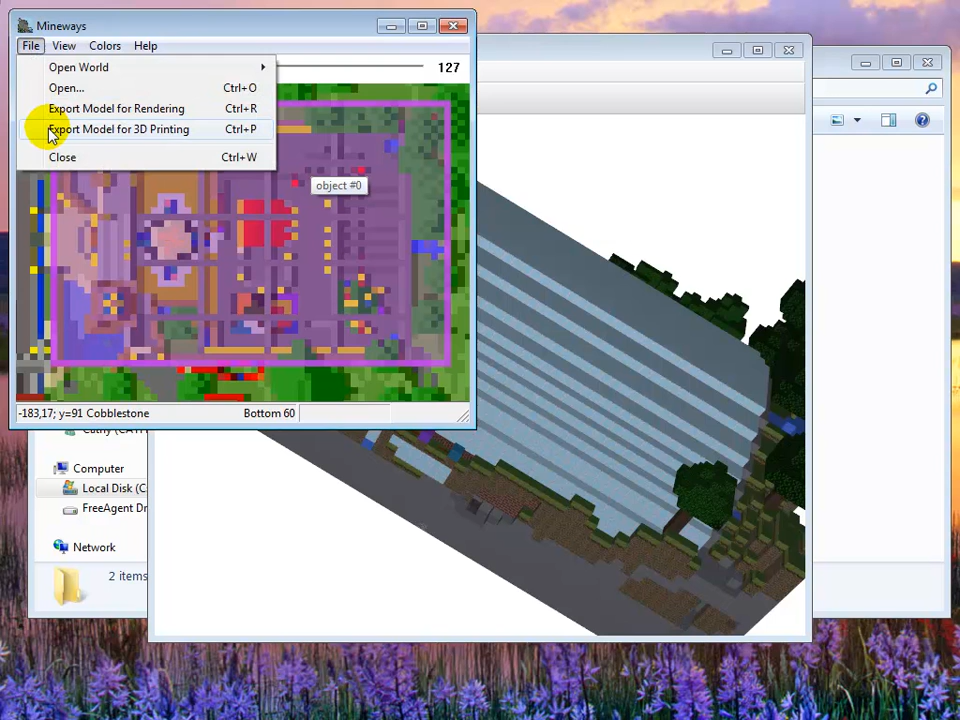 Mineways
File View Colors Help
Open World
127
Open... Ctrl+O
Export Model for Rendering Ctrl+R
Export Model for 3D Printing Ctrl+P
Close Ctrl+W
object #0
-183,17; y=91 Cobblestone Bottom 60
Computer
Local Disk (C
FreeAgent Dr
Network
2 items